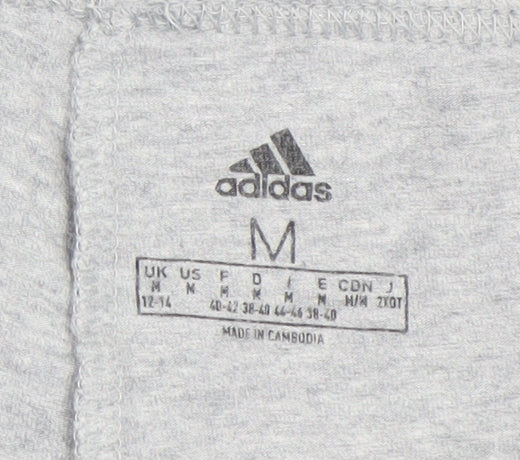 adidas
M
UK US F D I E CDN J
M M M M M M M/M 2XOT
12-14 40-42 38-40 44-46 38-40
MADE IN CAMBODIA